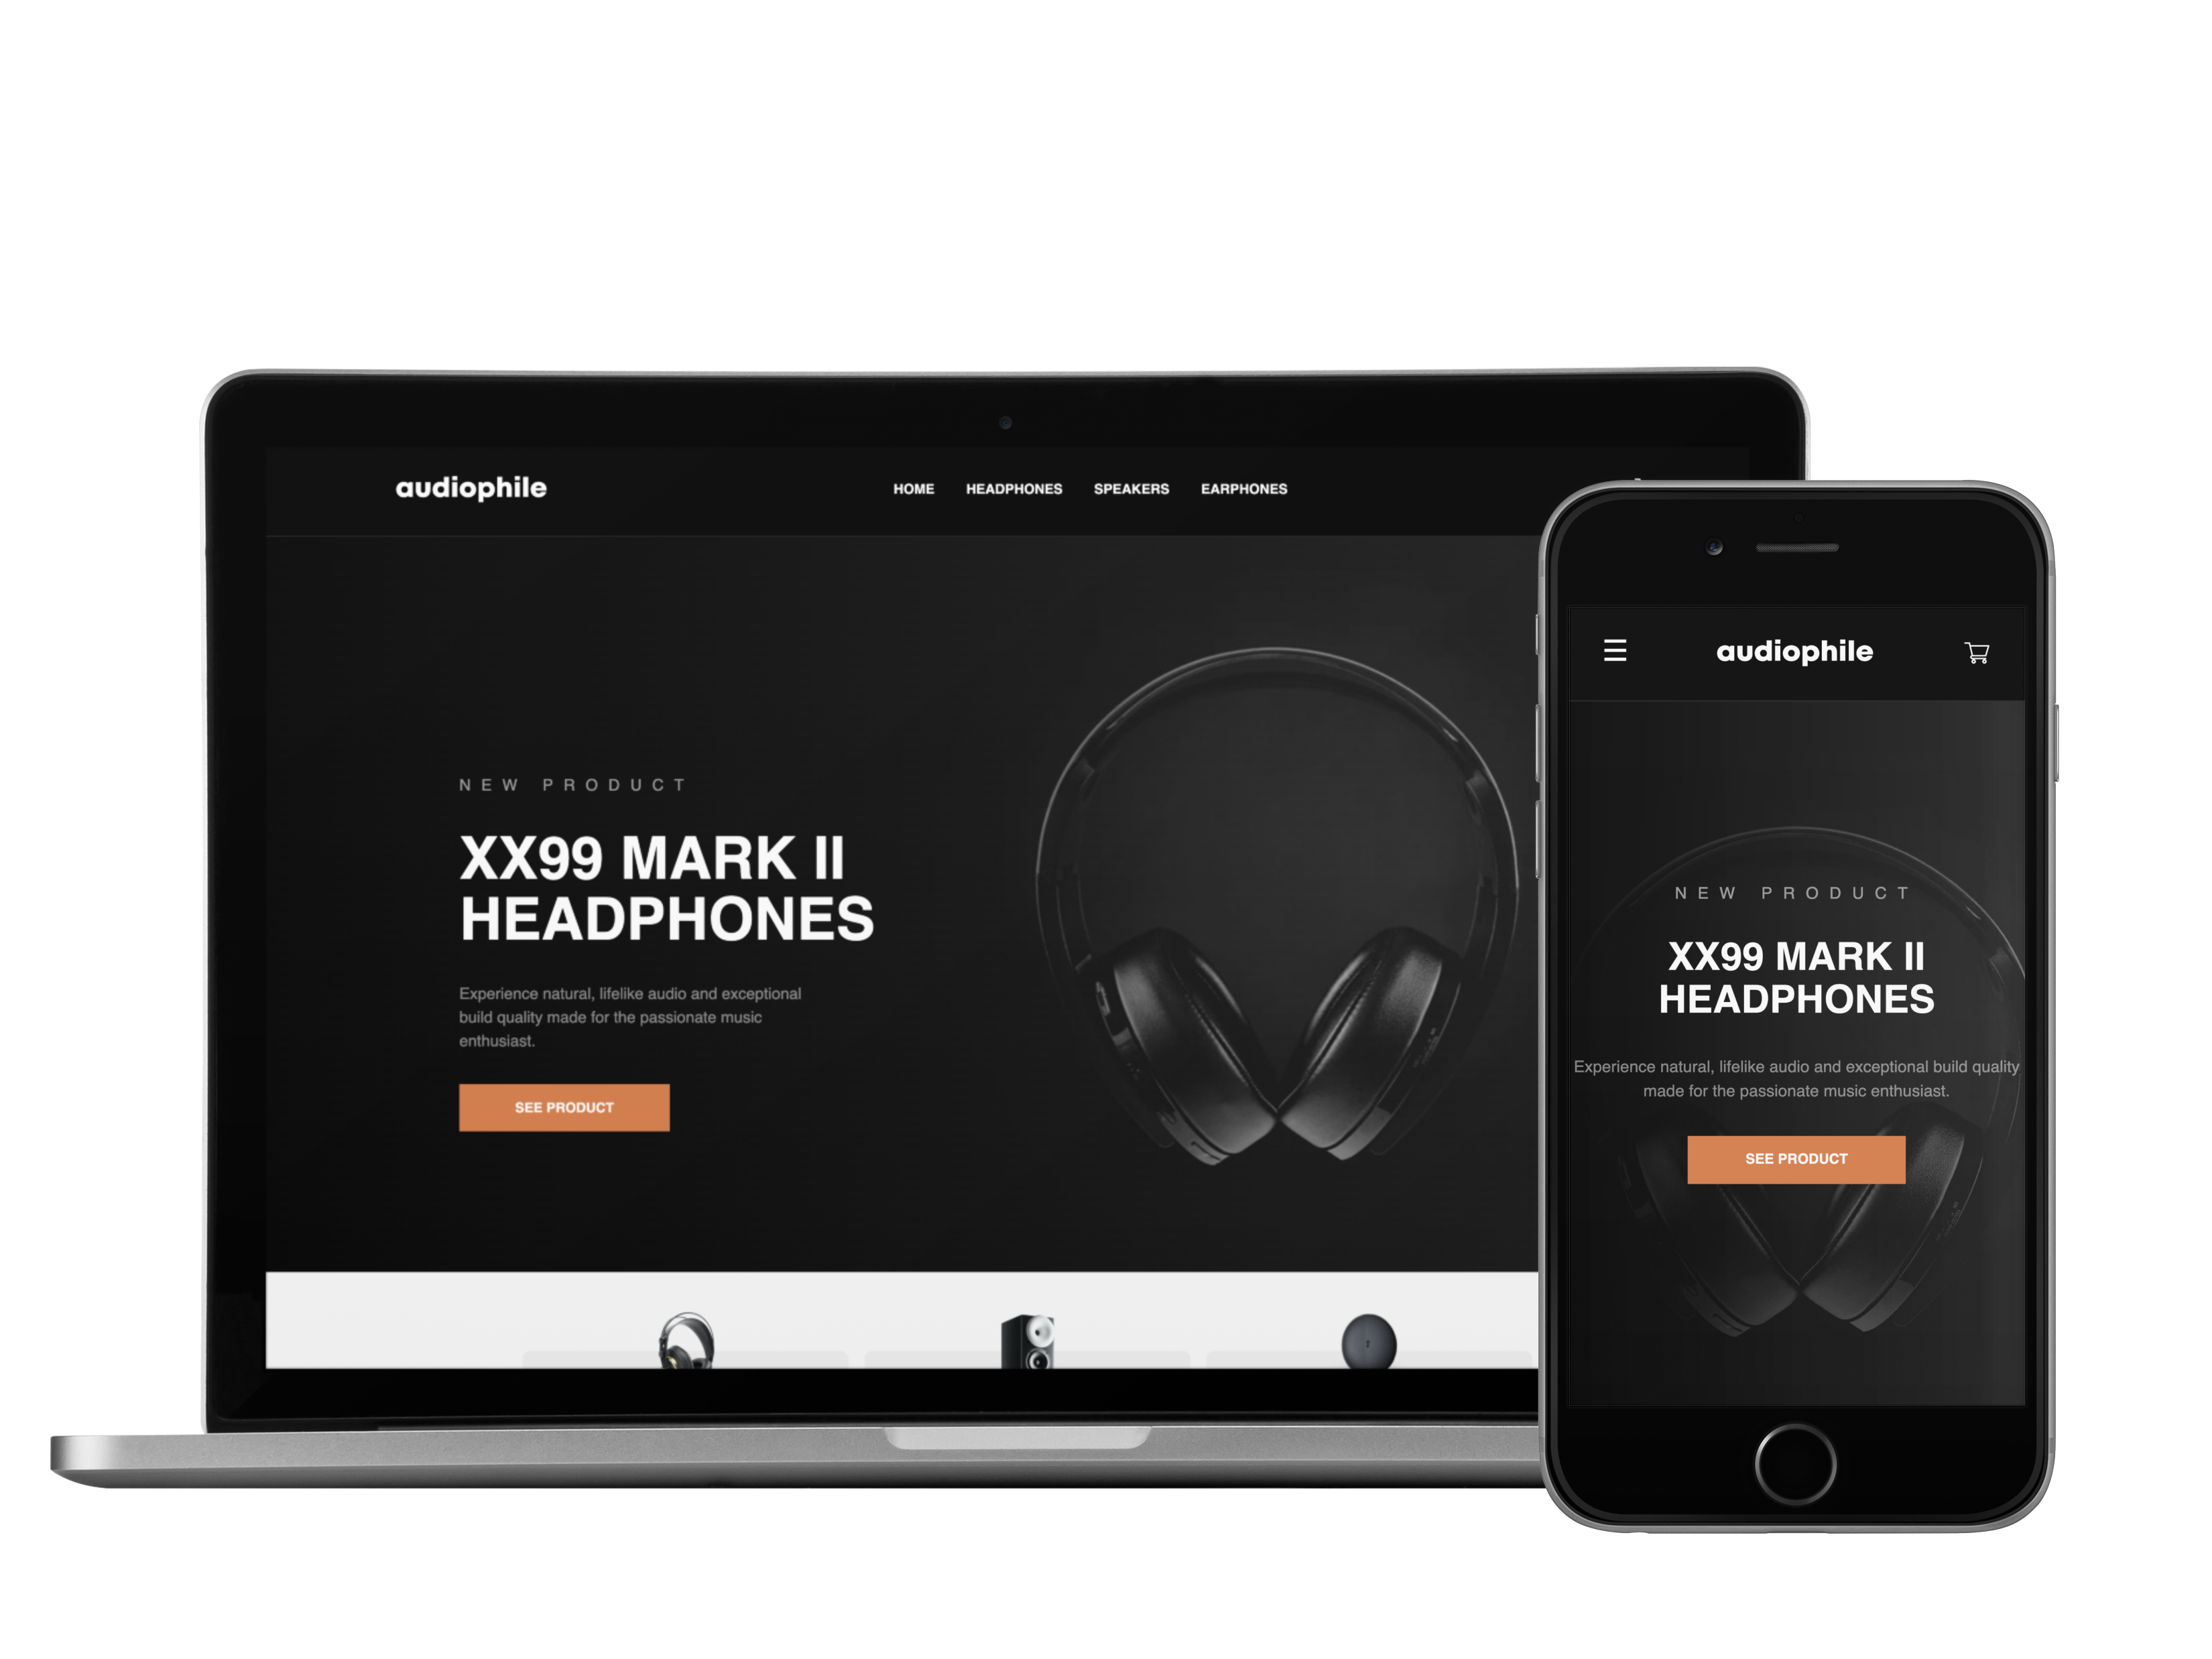 audiophile
HOME HEADPHONES SPEAKERS EARPHONES
NEW PRODUCT
XX99 MARK II
HEADPHONES
Experience natural, lifelike audio and exceptional
build quality made for the passionate music
enthusiast.
SEE PRODUCT
audiophile
NEW PRODUCT
XX99 MARK II
HEADPHONES
Experience natural, lifelike audio and exceptional build quality
made for the passionate music enthusiast.
SEE PRODUCT